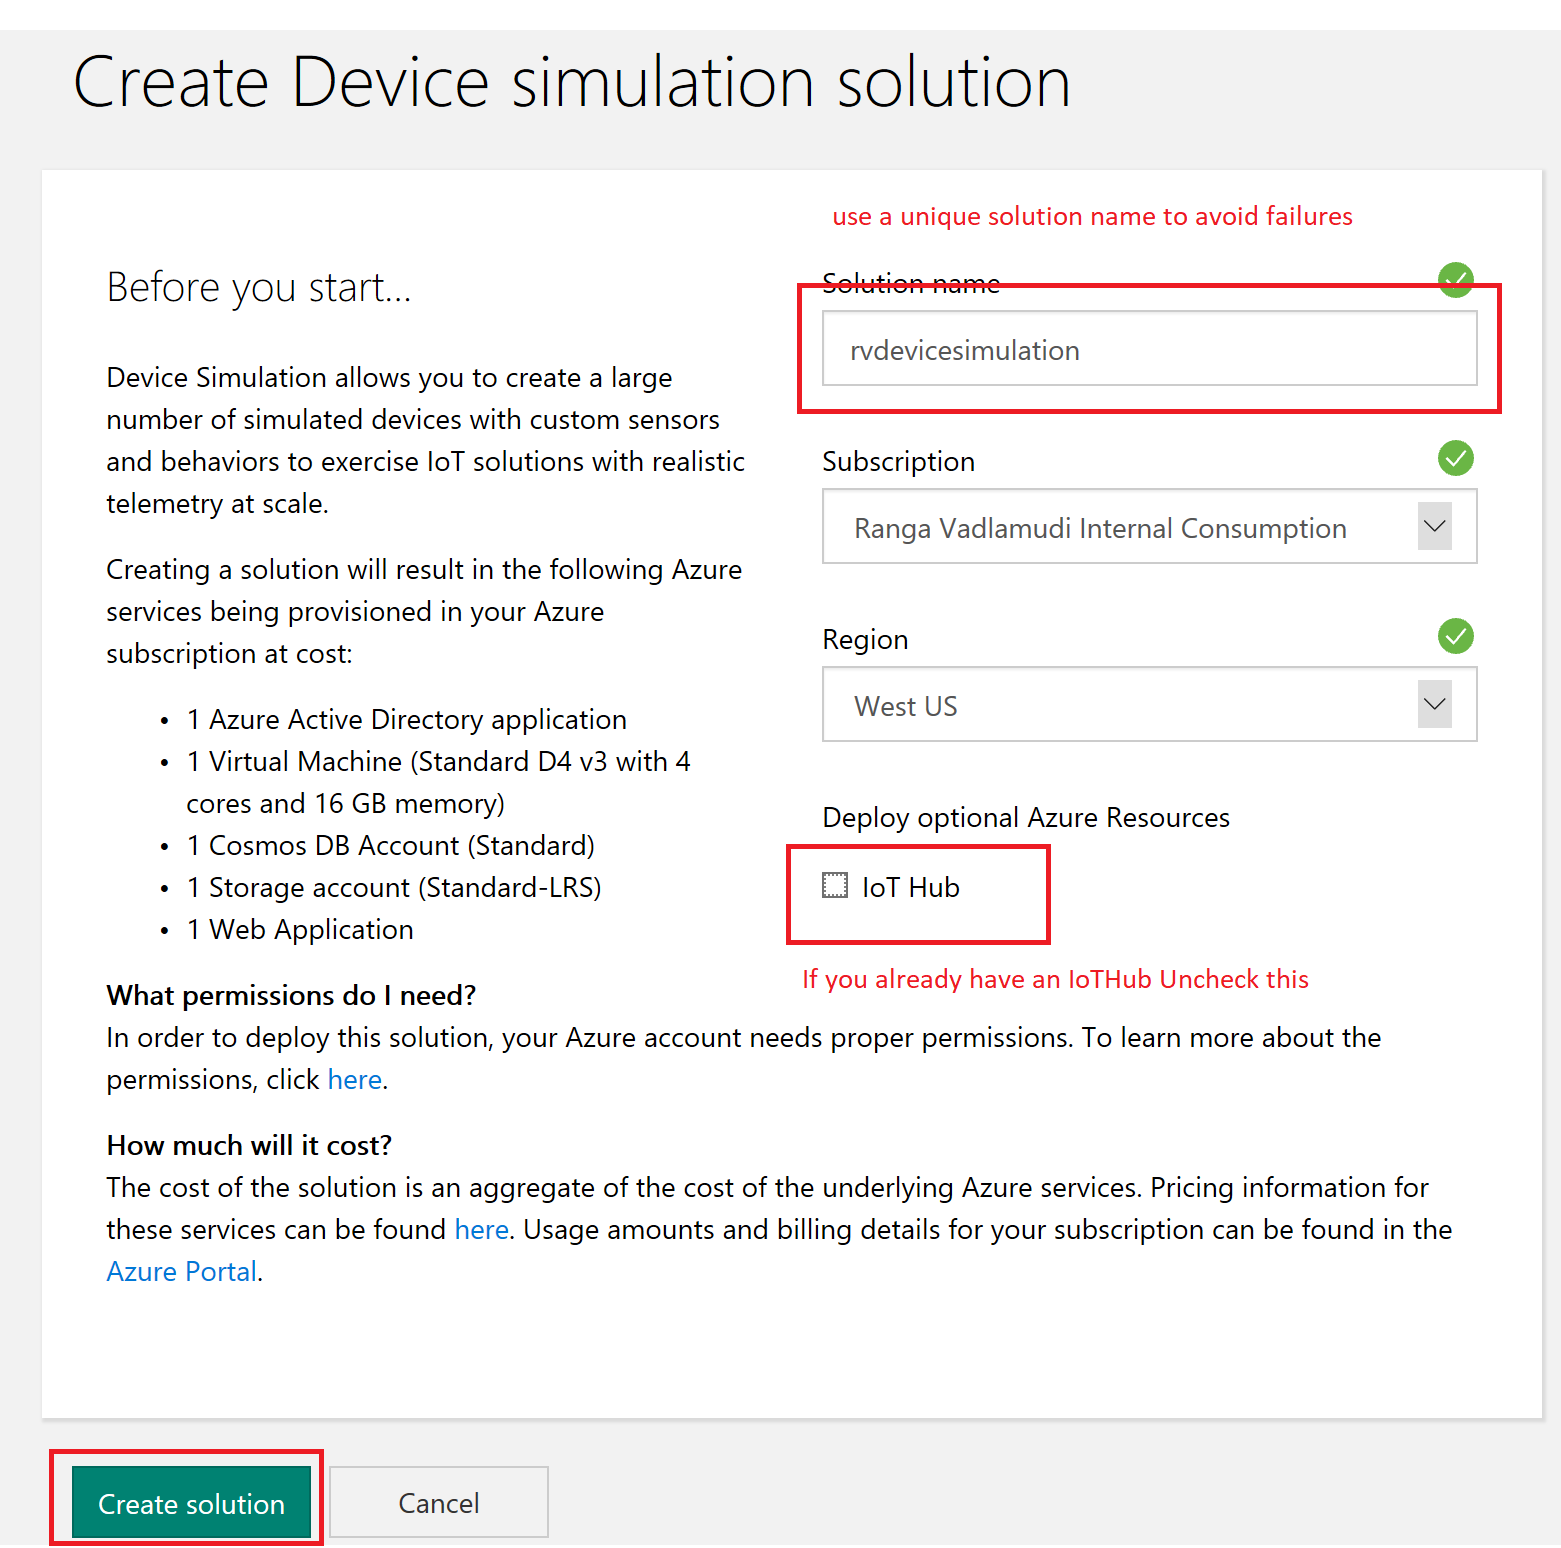 Create Device simulation solution
use a unique solution name to avoid failures
Before you start...
Solution name
rvdevicesimulation
Device Simulation allows you to create a large
number of simulated devices with custom sensors
and behaviors to exercise IoT solutions with realistic
telemetry at scale.
Subscription
Ranga Vadlamudi Internal Consumption
Creating a solution will result in the following Azure
services being provisioned in your Azure
subscription at cost:
Region
West US
• 1 Azure Active Directory application
• 1 Virtual Machine (Standard D4 v3 with 4
cores and 16 GB memory)
• 1 Cosmos DB Account (Standard)
• 1 Storage account (Standard-LRS)
• 1 Web Application
Deploy optional Azure Resources
IoT Hub
If you already have an IoTHub Uncheck this
What permissions do I need?
In order to deploy this solution, your Azure account needs proper permissions. To learn more about the
permissions, click here.
How much will it cost?
The cost of the solution is an aggregate of the cost of the underlying Azure services. Pricing information for
these services can be found here. Usage amounts and billing details for your subscription can be found in the
Azure Portal.
Create solution
Cancel